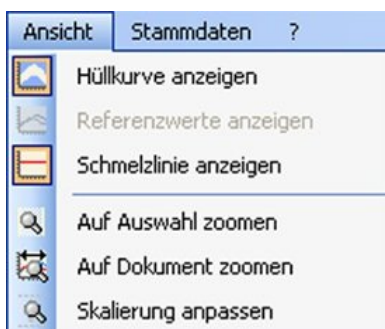 Ansicht Stammdaten ?
Hüllkurve anzeigen
Referenzwerte anzeigen
Schmelzlinie anzeigen
Auf Auswahl zoomen
Auf Dokument zoomen
Skalierung anpassen